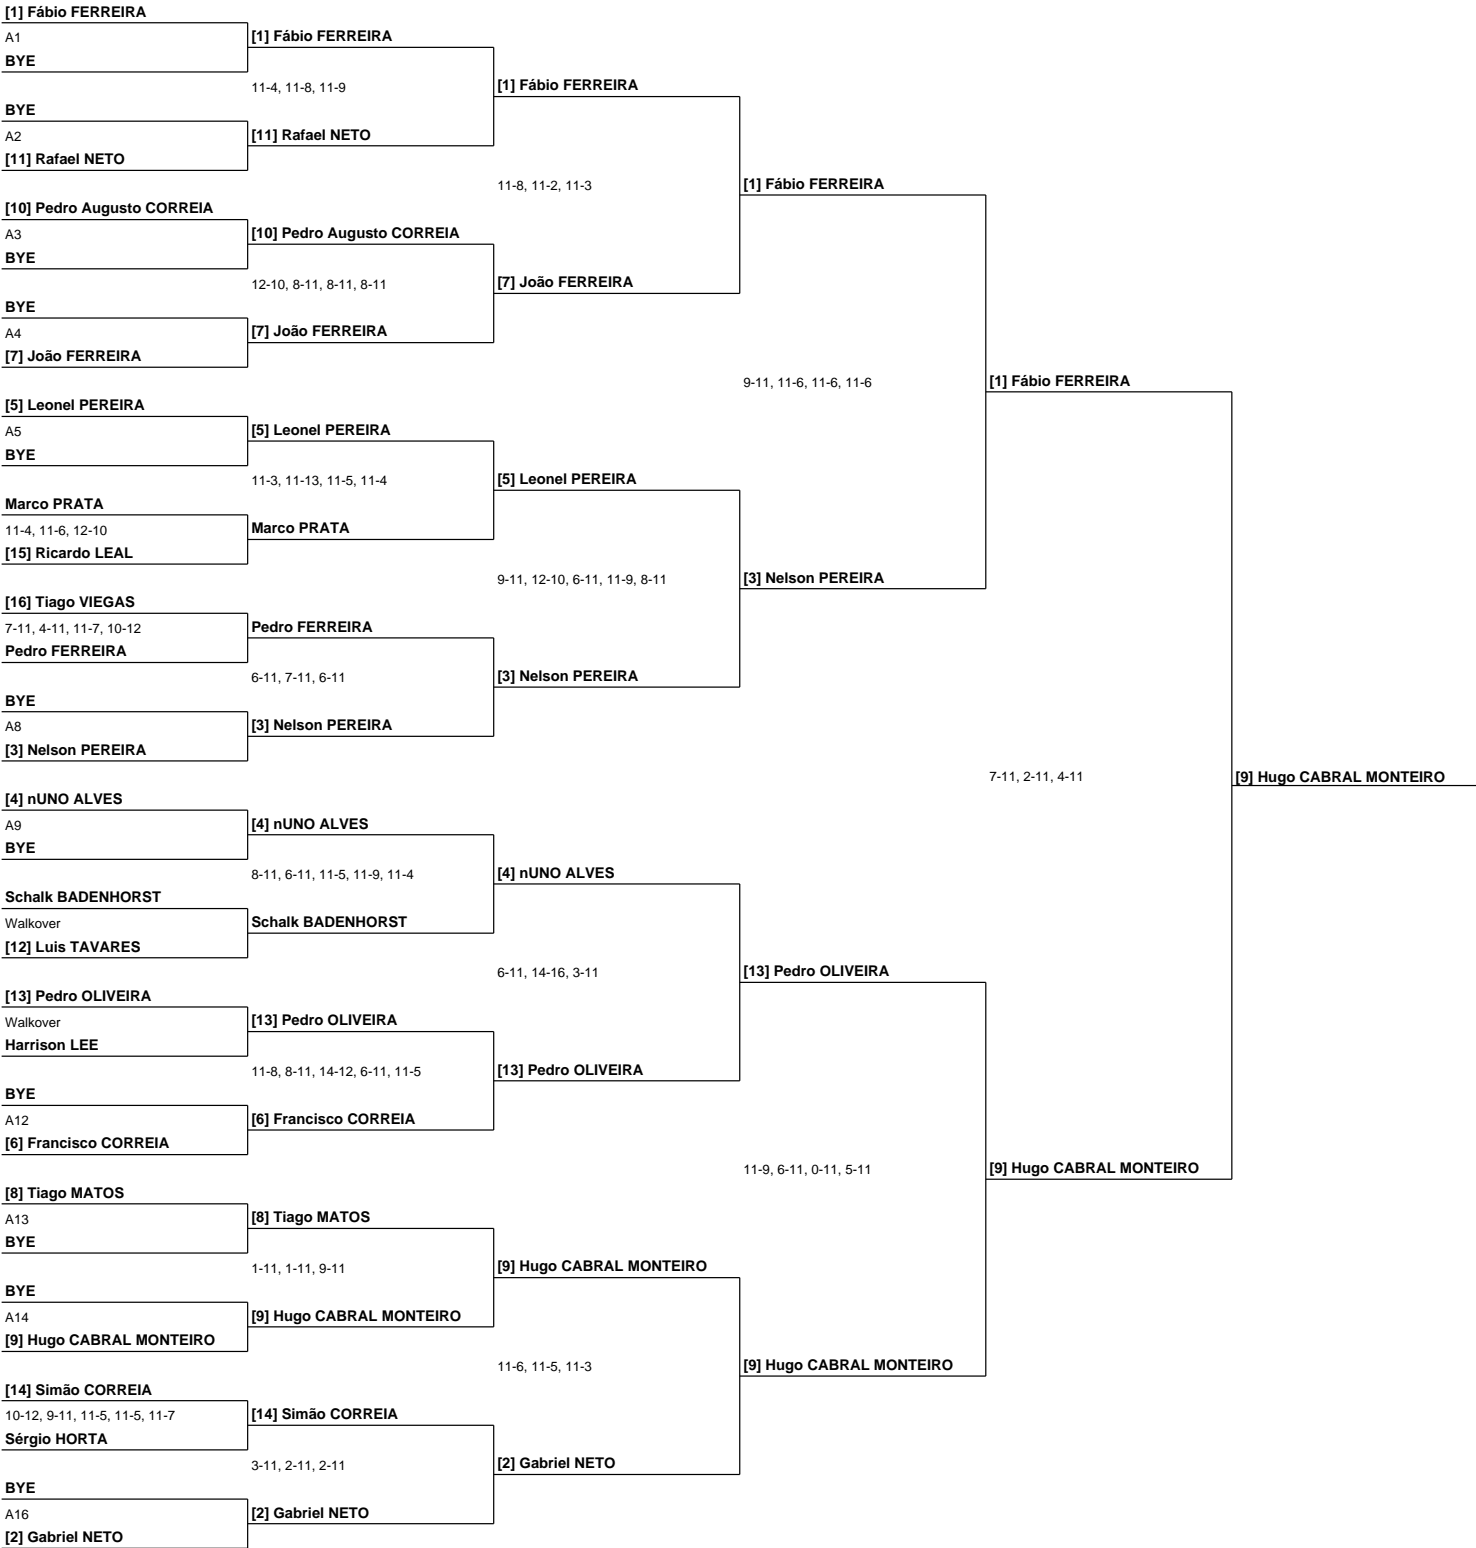 [1] Fábio FERREIRA
A1
BYE
BYE
A2
[11] Rafael NETO
[10] Pedro Augusto CORREIA
A3
BYE
BYE
A4
[7] João FERREIRA
[5] Leonel PEREIRA
A5
BYE
Marco PRATA
11-4, 11-6, 12-10
[15] Ricardo LEAL
[16] Tiago VIEGAS
7-11, 4-11, 11-7, 10-12
Pedro FERREIRA
BYE
A8
[3] Nelson PEREIRA
[4] nUNO ALVES
A9
BYE
Schalk BADENHORST
Walkover
[12] Luis TAVARES
[13] Pedro OLIVEIRA
Walkover
Harrison LEE
BYE
A12
[6] Francisco CORREIA
[8] Tiago MATOS
A13
BYE
BYE
A14
[9] Hugo CABRAL MONTEIRO
[14] Simão CORREIA
10-12, 9-11, 11-5, 11-5, 11-7
Sérgio HORTA
BYE
A16
[2] Gabriel NETO
[1] Fábio FERREIRA
11-4, 11-8, 11-9
[11] Rafael NETO
[10] Pedro Augusto CORREIA
12-10, 8-11, 8-11, 8-11
[7] João FERREIRA
[5] Leonel PEREIRA
11-3, 11-13, 11-5, 11-4
Marco PRATA
Pedro FERREIRA
6-11, 7-11, 6-11
[3] Nelson PEREIRA
[4] nUNO ALVES
8-11, 6-11, 11-5, 11-9, 11-4
Schalk BADENHORST
[13] Pedro OLIVEIRA
11-8, 8-11, 14-12, 6-11, 11-5
[6] Francisco CORREIA
[8] Tiago MATOS
1-11, 1-11, 9-11
[9] Hugo CABRAL MONTEIRO
[14] Simão CORREIA
3-11, 2-11, 2-11
[2] Gabriel NETO
[1] Fábio FERREIRA
11-8, 11-2, 11-3
[7] João FERREIRA
[5] Leonel PEREIRA
9-11, 12-10, 6-11, 11-9, 8-11
[3] Nelson PEREIRA
[4] nUNO ALVES
6-11, 14-16, 3-11
[13] Pedro OLIVEIRA
[9] Hugo CABRAL MONTEIRO
11-6, 11-5, 11-3
[2] Gabriel NETO
[1] Fábio FERREIRA
9-11, 11-6, 11-6, 11-6
[3] Nelson PEREIRA
[13] Pedro OLIVEIRA
11-9, 6-11, 0-11, 5-11
[9] Hugo CABRAL MONTEIRO
[1] Fábio FERREIRA
7-11, 2-11, 4-11
[9] Hugo CABRAL MONTEIRO
[9] Hugo CABRAL MONTEIRO